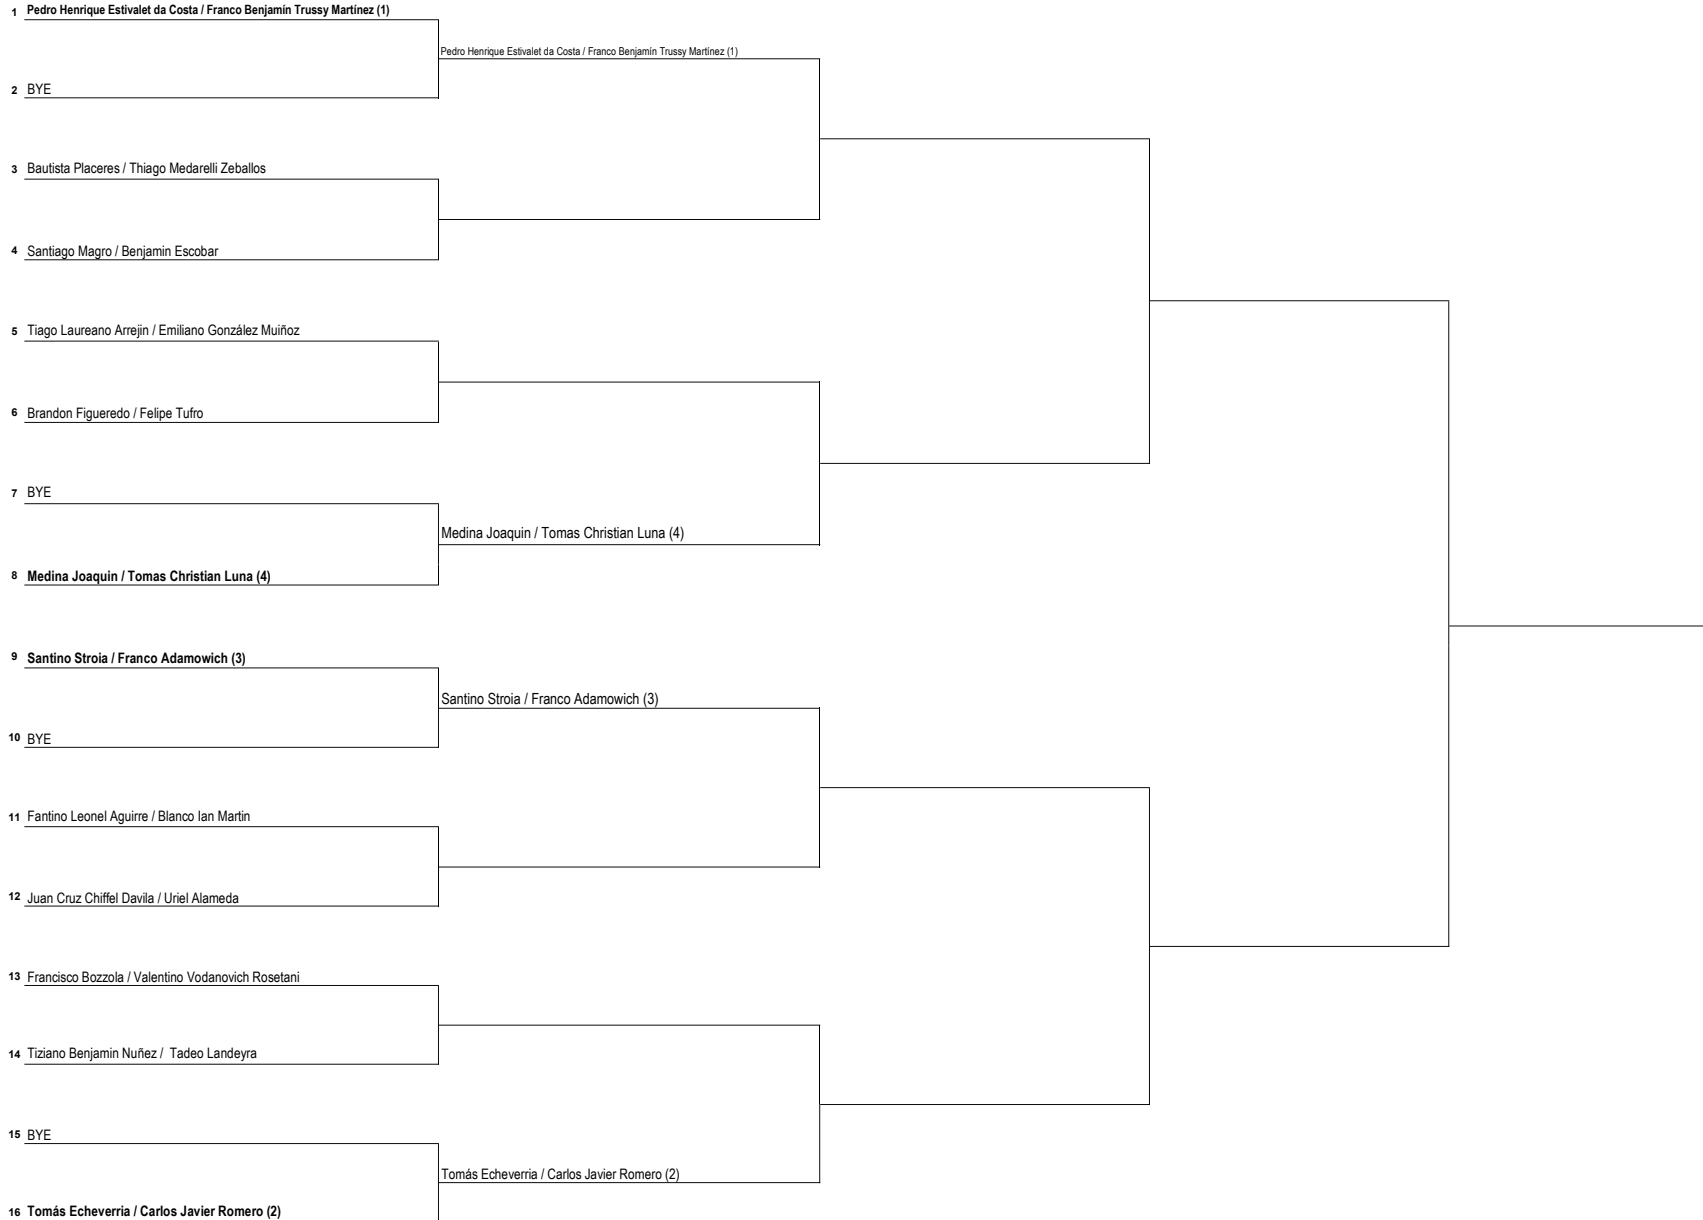 1 Pedro Henrique Estivalet da Costa / Franco Benjamín Trussy Martínez (1)
Pedro Henrique Estivalet da Costa / Franco Benjamín Trussy Martínez (1)
2 BYE
3 Bautista Placeres / Thiago Medarelli Zeballos
4 Santiago Magro / Benjamin Escobar
5 Tiago Laureano Arrejin / Emiliano González Muiñoz
6 Brandon Figueredo / Felipe Tufro
7 BYE
Medina Joaquin / Tomas Christian Luna (4)
8 Medina Joaquin / Tomas Christian Luna (4)
9 Santino Stroia / Franco Adamowich (3)
Santino Stroia / Franco Adamowich (3)
10 BYE
11 Fantino Leonel Aguirre / Blanco Ian Martin
12 Juan Cruz Chiffel Davila / Uriel Alameda
13 Francisco Bozzola / Valentino Vodanovich Rosetani
14 Tiziano Benjamin Nuñez / Tadeo Landeyra
15 BYE
Tomás Echeverria / Carlos Javier Romero (2)
16 Tomás Echeverria / Carlos Javier Romero (2)